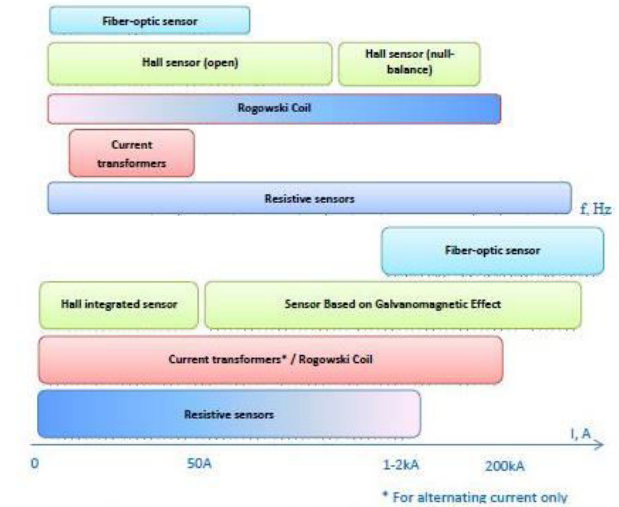 Fiber-optic sensor
Hall sensor (open)
Hall sensor (null-
balance)
Rogowski Coil
Current
transformers
Resistive sensors
f, Hz
Fiber-optic sensor
Hall integrated sensor
Sensor Based on Galvanomagnetic Effect
Current transformers* / Rogowski Coil
Resistive sensors
I, A
0
50A
1-2kA
200kA
* For alternating current only